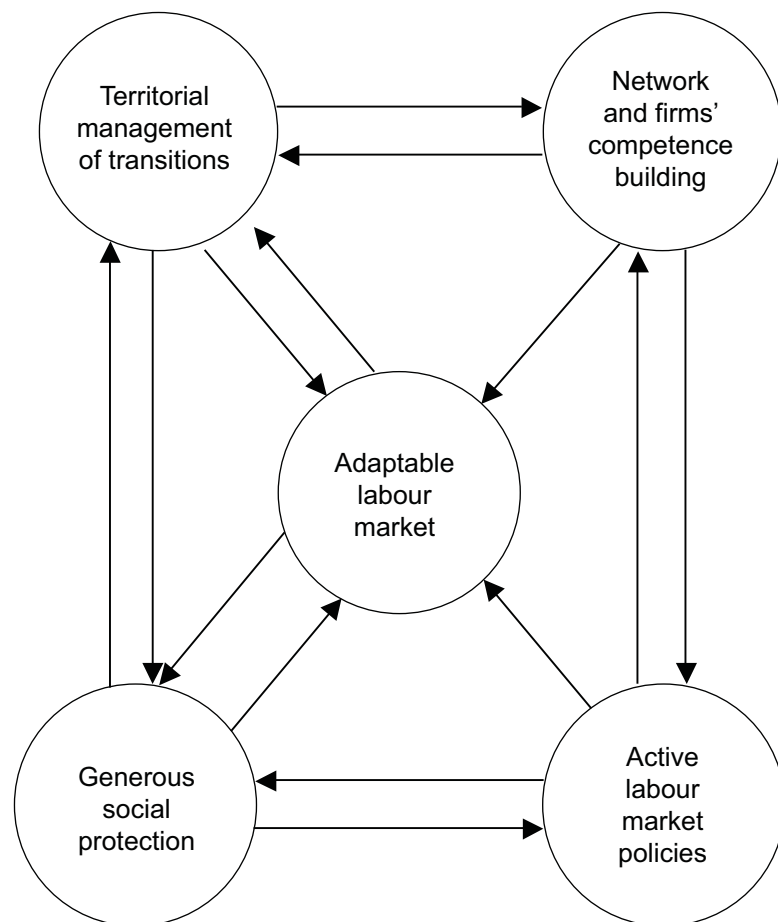 Territorial
management
of transitions
Network
and firms’
competence
building
Adaptable
labour
market
Generous
social
protection
Active
labour
market
policies